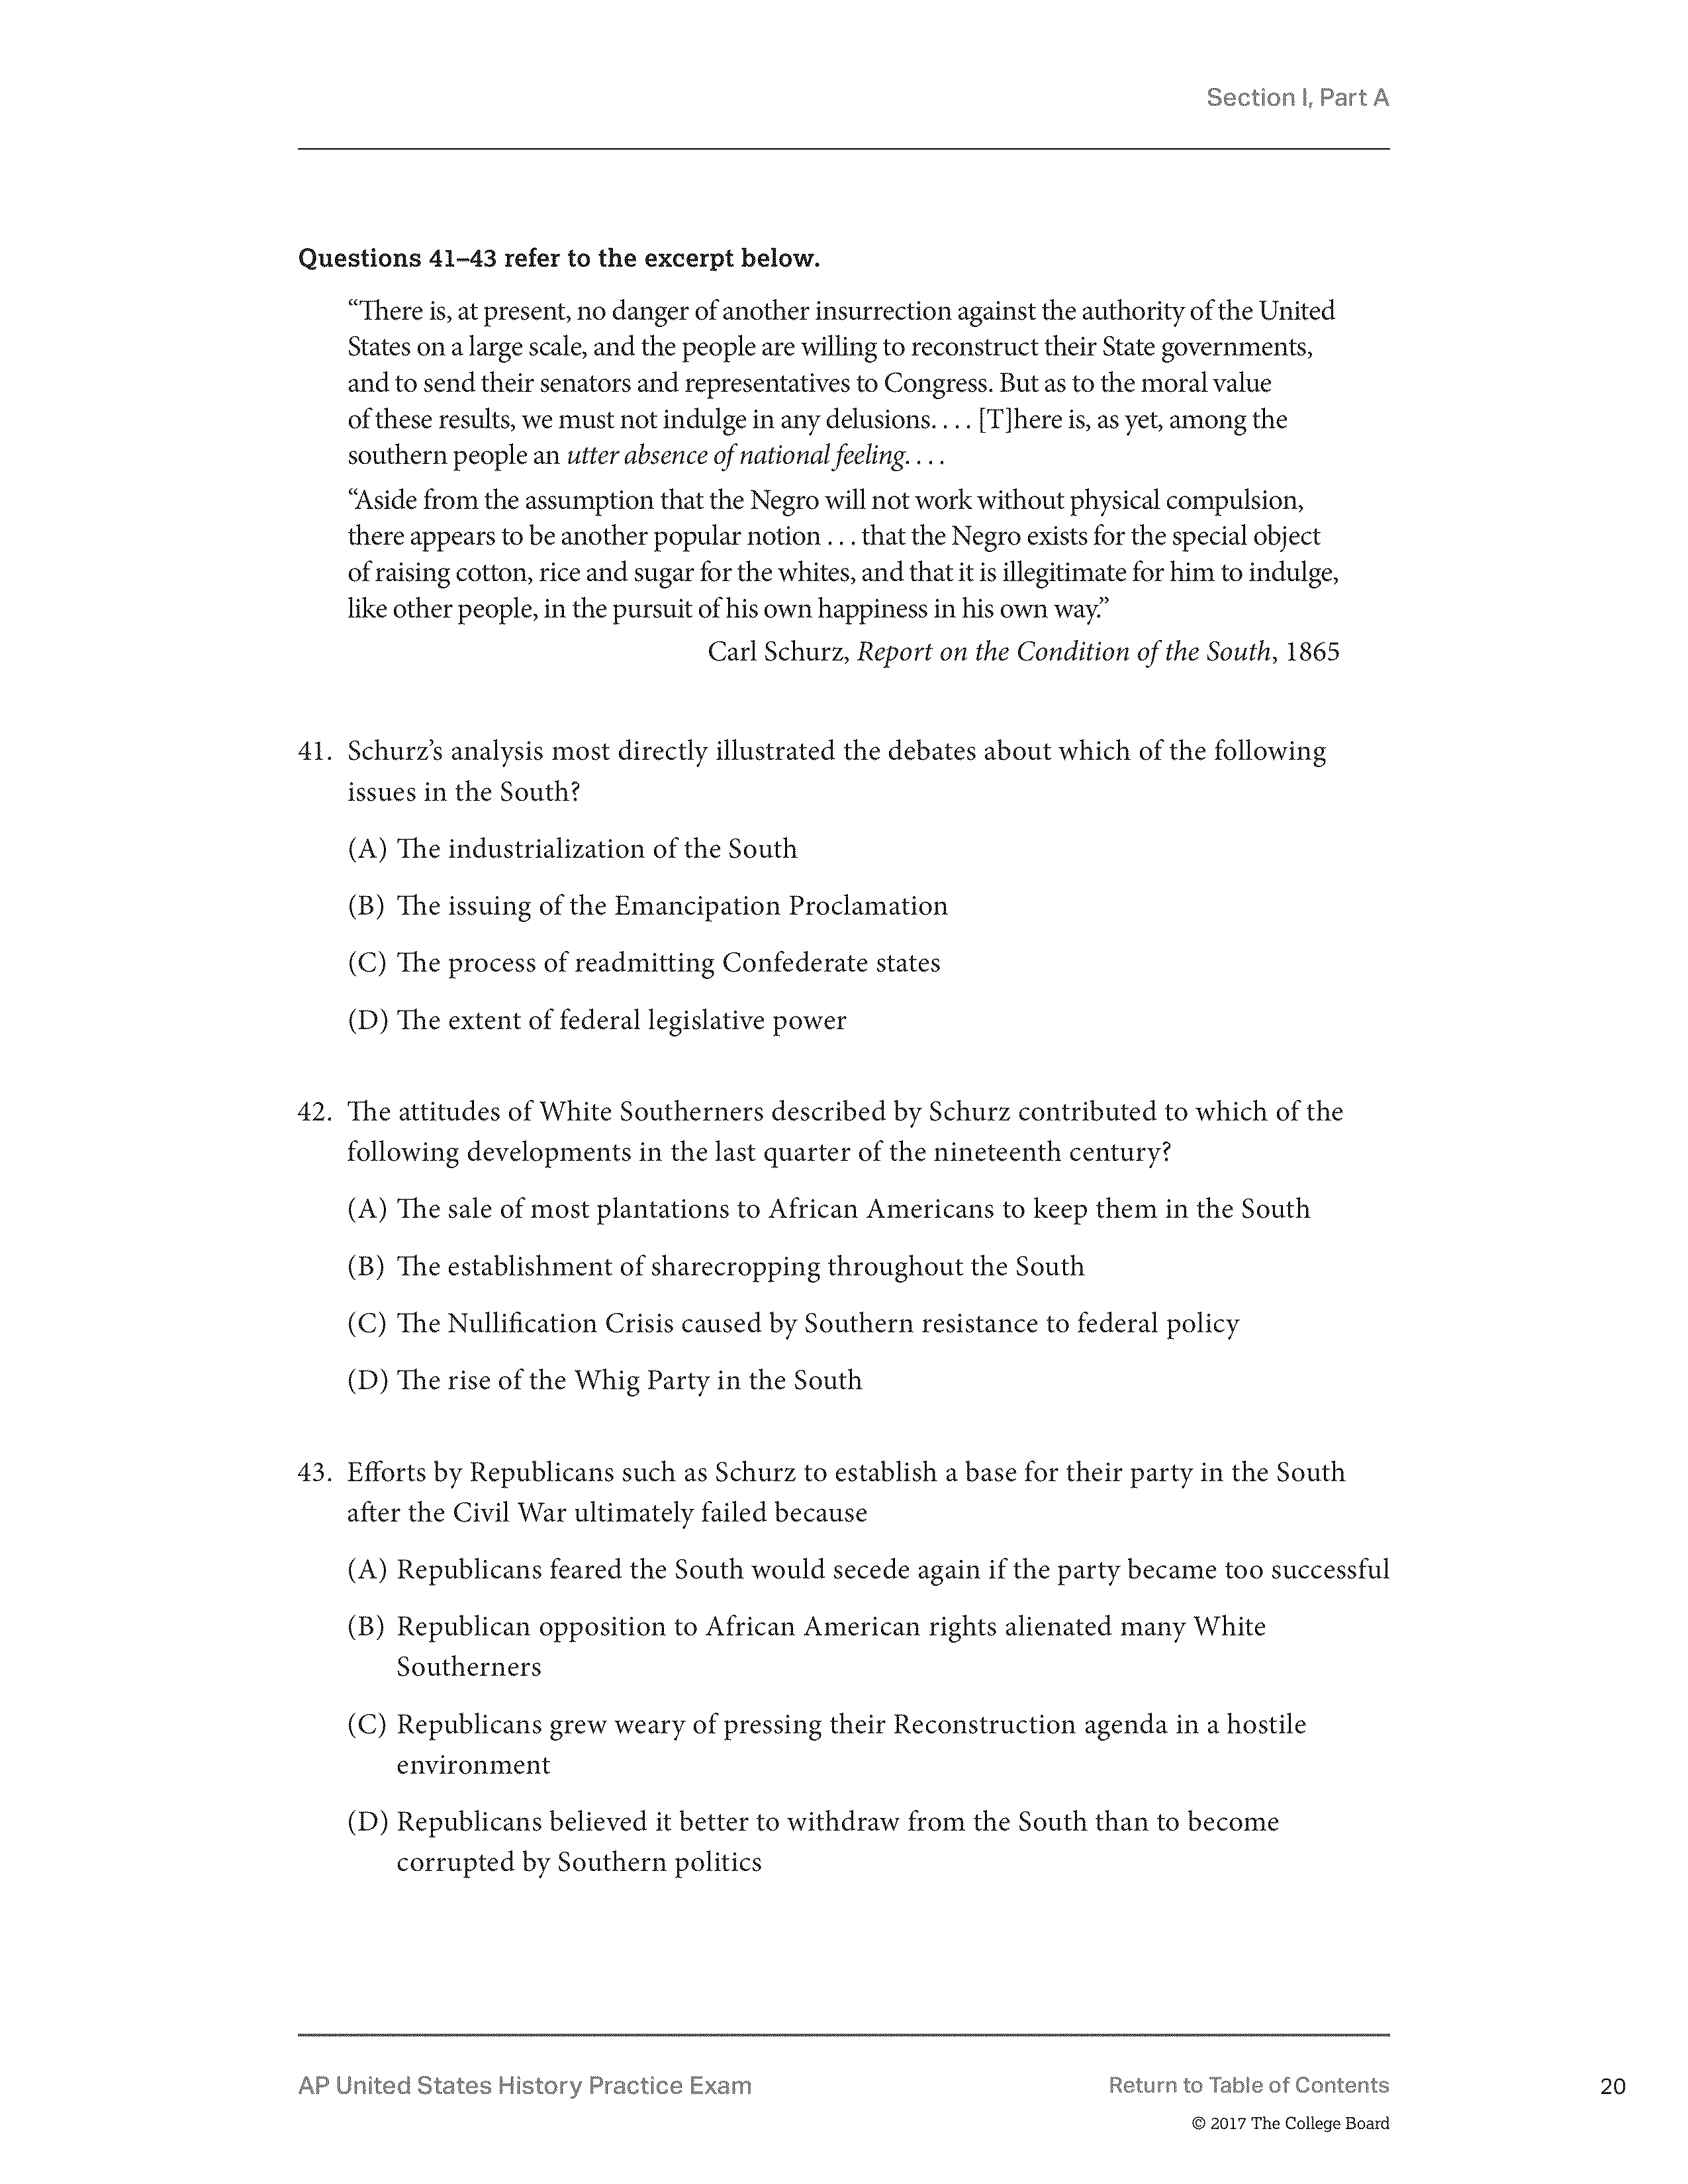 Section I, Part A
Questions 41–43 refer to the excerpt below.
“There is, at present, no danger of another insurrection against the authority of the United
States on a large scale, and the people are willing to reconstruct their State governments,
and to send their senators and representatives to Congress. But as to the moral value
of these results, we must not indulge in any delusions. . . . [T]here is, as yet, among the
southern people an utter absence of national feeling. . . .
“Aside from the assumption that the Negro will not work without physical compulsion,
there appears to be another popular notion . . . that the Negro exists for the special object
of raising cotton, rice and sugar for the whites, and that it is illegitimate for him to indulge,
like other people, in the pursuit of his own happiness in his own way.”
Carl Schurz, Report on the Condition of the South, 1865
41. Schurz’s analysis most directly illustrated the debates about which of the following
issues in the South?
(A) The industrialization of the South
(B) The issuing of the Emancipation Proclamation
(C) The process of readmitting Confederate states
(D) The extent of federal legislative power
42. The attitudes of White Southerners described by Schurz contributed to which of the
following developments in the last quarter of the nineteenth century?
(A) The sale of most plantations to African Americans to keep them in the South
(B) The establishment of sharecropping throughout the South
(C) The Nullification Crisis caused by Southern resistance to federal policy
(D) The rise of the Whig Party in the South
43. Efforts by Republicans such as Schurz to establish a base for their party in the South
after the Civil War ultimately failed because
(A) Republicans feared the South would secede again if the party became too successful
(B) Republican opposition to African American rights alienated many White
Southerners
(C) Republicans grew weary of pressing their Reconstruction agenda in a hostile
environment
(D) Republicans believed it better to withdraw from the South than to become
corrupted by Southern politics
AP United States History Practice Exam
Return to Table of Contents
20
© 2017 The College Board